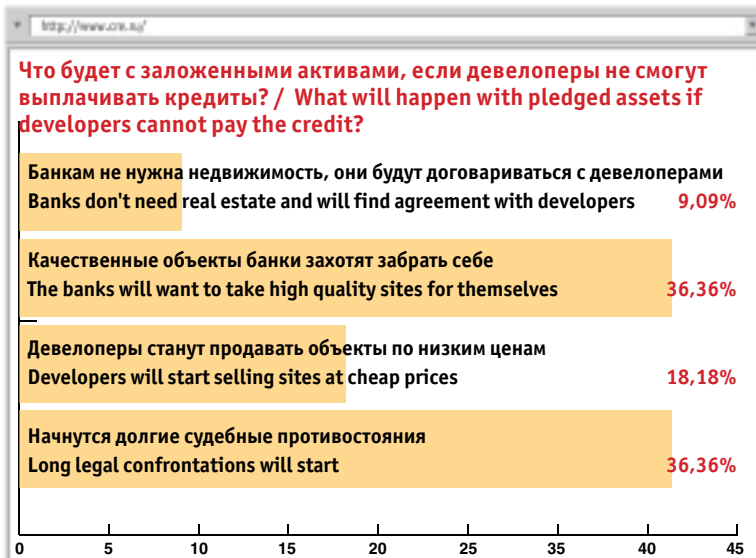 http://www.cre.ru/
Что будет с заложенными активами, если девелоперы не смогут
выплачивать кредиты? / What will happen with pledged assets if
developers cannot pay the credit?
Банкам не нужна недвижимость, они будут договариваться с девелоперами
Banks don't need real estate and will find agreement with developers 9,09%
Качественные объекты банки захотят забрать себе
The banks will want to take high quality sites for themselves 36,36%
Девелоперы станут продавать объекты по низким ценам
Developers will start selling sites at cheap prices 18,18%
Начнутся долгие судебные противостояния
Long legal confrontations will start 36,36%
0 5 10 15 20 25 30 35 40 45